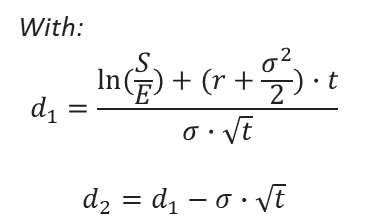 With:
d₁ = (ln(S/E) + (r + σ²/2) · t) / (σ · √t)
d₂ = d₁ − σ · √t